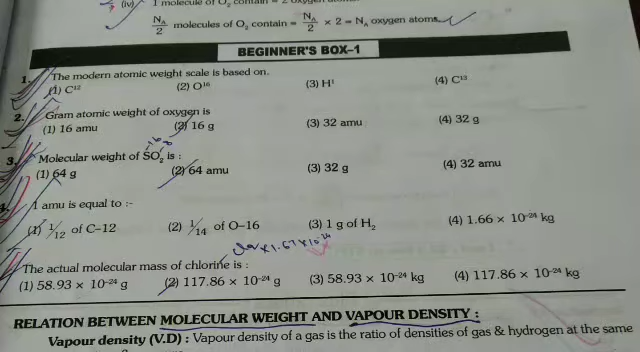 (iv) 1 molecule of O₂ contain = 2 oxygen atoms
N_A/2 molecules of O₂ contain = N_A/2 × 2 = N_A oxygen atoms.
BEGINNER'S BOX–1
1. The modern atomic weight scale is based on.
(1) C¹² (2) O¹⁶ (3) H¹ (4) C¹³
2. Gram atomic weight of oxygen is
(1) 16 amu (2) 16 g (3) 32 amu (4) 32 g
3. Molecular weight of SO₂ is :
(1) 64 g (2) 64 amu (3) 32 g (4) 32 amu
4. 1 amu is equal to :-
(1) 1/12 of C-12 (2) 1/14 of O-16 (3) 1 g of H₂ (4) 1.66 × 10⁻²⁴ kg
×1.67×10⁻²⁴
The actual molecular mass of chlorine is :
(1) 58.93 × 10⁻²⁴ g (2) 117.86 × 10⁻²⁴ g (3) 58.93 × 10⁻²⁴ kg (4) 117.86 × 10⁻²⁴ kg
RELATION BETWEEN MOLECULAR WEIGHT AND VAPOUR DENSITY :
Vapour density (V.D) : Vapour density of a gas is the ratio of densities of gas & hydrogen at the same